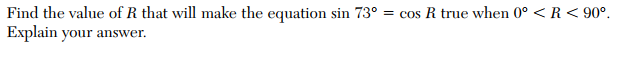 Find the value of R that will make the equation sin 73° = cos R true when 0° < R < 90°.
Explain your answer.